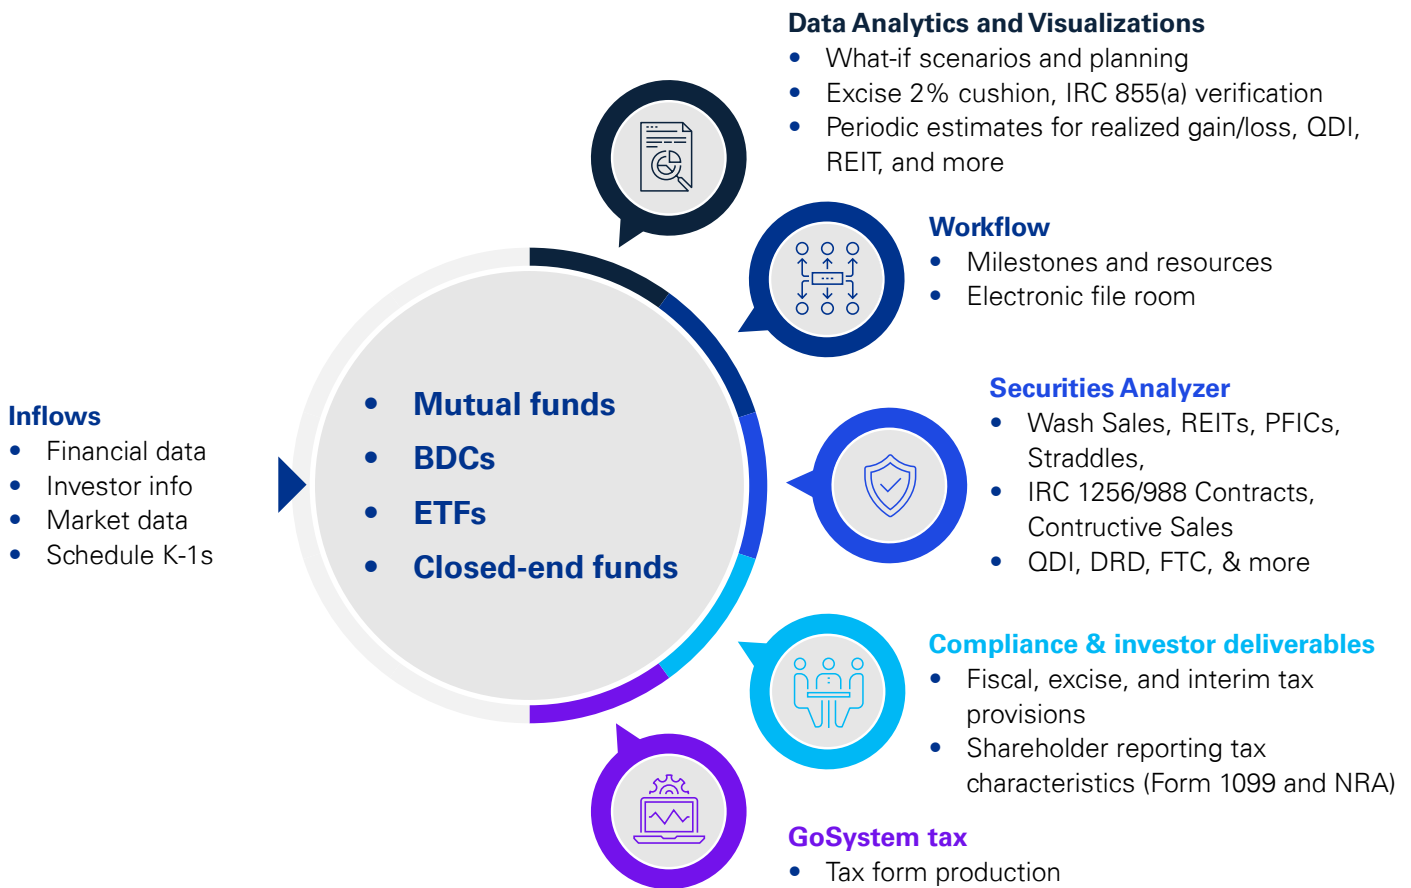 Data Analytics and Visualizations
• What-if scenarios and planning
• Excise 2% cushion, IRC 855(a) verification
• Periodic estimates for realized gain/loss, QDI,
REIT, and more
Workflow
• Milestones and resources
• Electronic file room
Inflows
• Financial data
• Investor info
• Market data
• Schedule K-1s
• Mutual funds
• BDCs
• ETFs
• Closed-end funds
Securities Analyzer
• Wash Sales, REITs, PFICs,
Straddles,
• IRC 1256/988 Contracts,
Contructive Sales
• QDI, DRD, FTC, & more
Compliance & investor deliverables
• Fiscal, excise, and interim tax
provisions
• Shareholder reporting tax
characteristics (Form 1099 and NRA)
GoSystem tax
• Tax form production